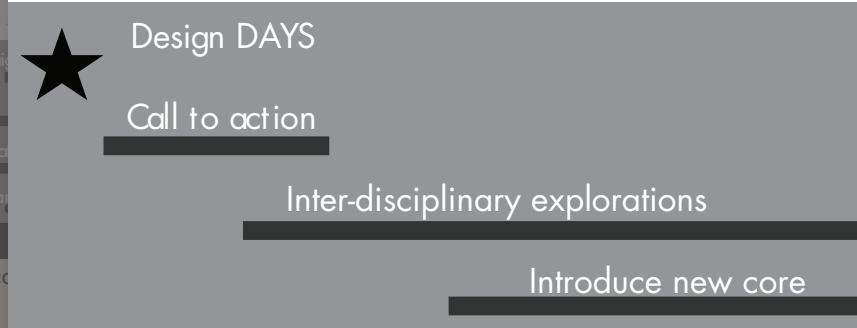 Design DAYS
Call to action
Inter-disciplinary explorations
Introduce new core